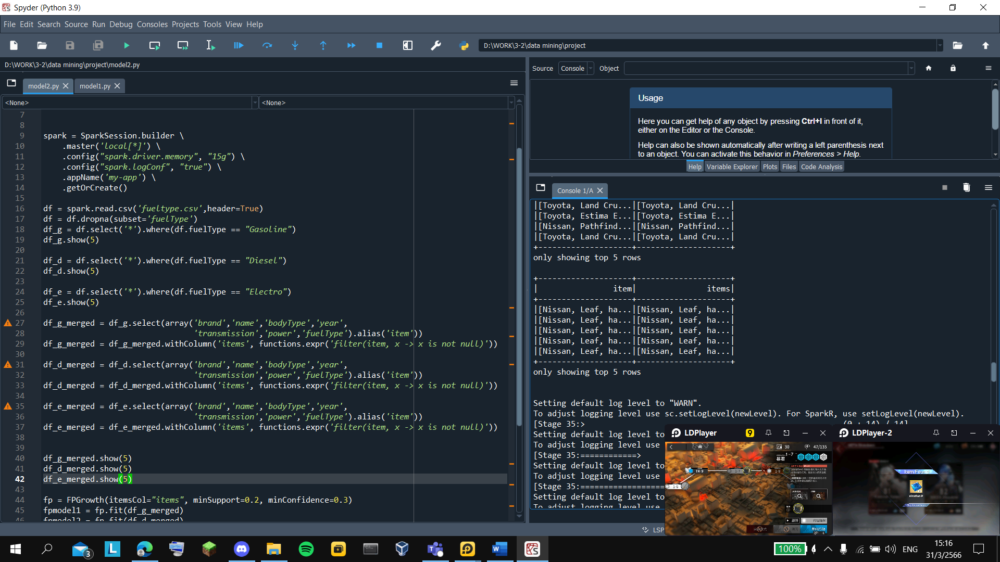 Spyder (Python 3.9)
File Edit Search Source Run Debug Consoles Projects Tools View Help
D:\WORK\3-2\data mining\project
D:\WORK\3-2\data mining\project\model2.py
model2.py
model1.py
<None>
<None>
7
8
9 spark = SparkSession.builder \
10 .master('local[*]') \
11 .config("spark.driver.memory", "15g") \
12 .config("spark.logConf", "true") \
13 .appName('my-app') \
14 .getOrCreate()
15
16 df = spark.read.csv('fueltype.csv',header=True)
17 df = df.dropna(subset='fuelType')
18 df_g = df.select('*').where(df.fuelType == "Gasoline")
19 df_g.show(5)
20
21 df_d = df.select('*').where(df.fuelType == "Diesel")
22 df_d.show(5)
23
24 df_e = df.select('*').where(df.fuelType == "Electro")
25 df_e.show(5)
26
27 df_g_merged = df_g.select(array('brand','name','bodyType','year',
28 'transmission','power','fuelType').alias('item'))
29 df_g_merged = df_g_merged.withColumn('items', functions.expr('filter(item, x -> x is not null)'))
30
31 df_d_merged = df_d.select(array('brand','name','bodyType','year',
32 'transmission','power','fuelType').alias('item'))
33 df_d_merged = df_d_merged.withColumn('items', functions.expr('filter(item, x -> x is not null)'))
34
35 df_e_merged = df_e.select(array('brand','name','bodyType','year',
36 'transmission','power','fuelType').alias('item'))
37 df_e_merged = df_e_merged.withColumn('items', functions.expr('filter(item, x -> x is not null)'))
38
39
40 df_g_merged.show(5)
41 df_d_merged.show(5)
42 df_e_merged.show(5)
43
44 fp = FPGrowth(itemsCol="items", minSupport=0.2, minConfidence=0.3)
45 fpmodel1 = fp.fit(df_g_merged)
46 fpmodel2 = fp.fit(df_d_merged)
Source Console Object
Usage
Here you can get help of any object by pressing Ctrl+I in front of it,
either on the Editor or the Console.
Help can also be shown automatically after writing a left parenthesis next
to an object. You can activate this behavior in Preferences > Help.
Help Variable Explorer Plots Files Code Analysis
Console 1/A
|[Toyota, Land Cru...|[Toyota, Land Cru...|
|[Toyota, Estima E...|[Toyota, Estima E...|
|[Nissan, Pathfind...|[Nissan, Pathfind...|
|[Toyota, Land Cru...|[Toyota, Land Cru...|
+--------------------+--------------------+
only showing top 5 rows
+--------------------+--------------------+
| item| items|
+--------------------+--------------------+
|[Nissan, Leaf, ha...|[Nissan, Leaf, ha...|
|[Nissan, Leaf, ha...|[Nissan, Leaf, ha...|
|[Nissan, Leaf, ha...|[Nissan, Leaf, ha...|
|[Nissan, Leaf, ha...|[Nissan, Leaf, ha...|
|[Nissan, Leaf, ha...|[Nissan, Leaf, ha...|
+--------------------+--------------------+
only showing top 5 rows
Setting default log level to "WARN".
To adjust logging level use sc.setLogLevel(newLevel). For SparkR, use setLogLevel(newLevel).
[Stage 35:> (0 + 14) / 14]
Setting default log level to
To adjust logging level use
[Stage 35:============>
Setting default log level to
To adjust logging level use
[Stage 35:==================
Setting default log level to
To adjust logging level use
LSP
LDPlayer 9
30 47/135
1-7
TR-9
1-7
1-8
1-6
开始行动
LDPlayer-2
Item Found
3
100%
ENG
15:16
31/3/2566